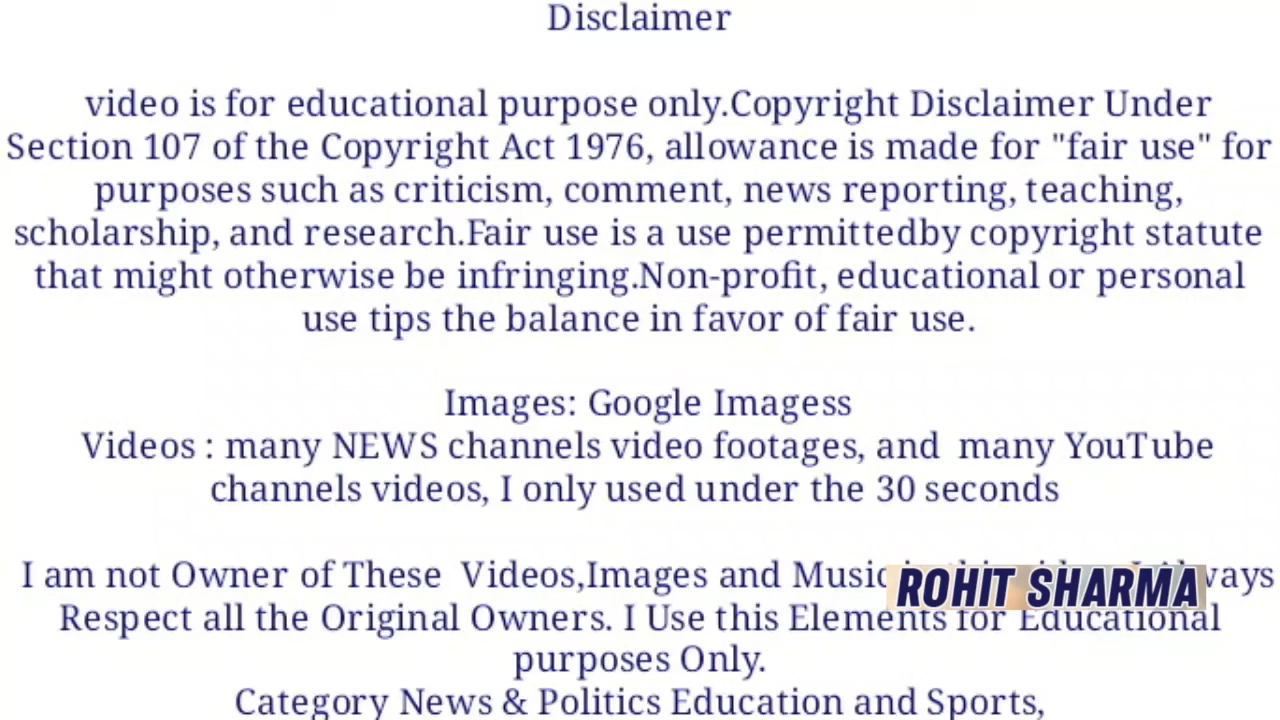 Disclaimer
video is for educational purpose only.Copyright Disclaimer Under
Section 107 of the Copyright Act 1976, allowance is made for "fair use" for
purposes such as criticism, comment, news reporting, teaching,
scholarship, and research.Fair use is a use permittedby copyright statute
that might otherwise be infringing.Non-profit, educational or personal
use tips the balance in favor of fair use.
Images: Google Imagess
Videos : many NEWS channels video footages, and many YouTube
channels videos, I only used under the 30 seconds
I am not Owner of These Videos,Images and Music
ROHIT SHARMA
Respect all the Original Owners. I Use this Elements for Educational
purposes Only.
Category News & Politics Education and Sports,